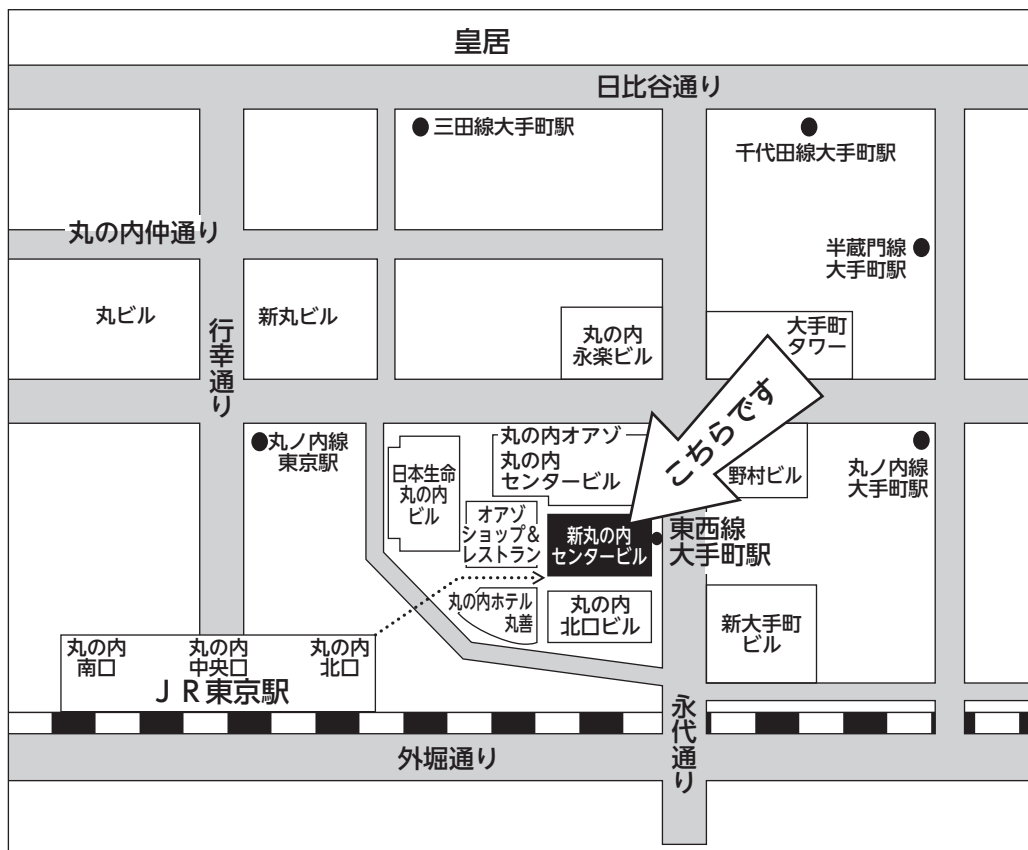 皇居
日比谷通り
三田線大手町駅
千代田線大手町駅
丸の内仲通り
半蔵門線
大手町駅
丸ビル
行幸通り
新丸ビル
丸の内
永楽ビル
大手町
タワー
こちらです
丸ノ内線
東京駅
日本生命
丸の内
ビル
丸の内オアゾ
丸の内
センタービル
野村ビル
丸ノ内線
大手町駅
オアゾ
ショップ&
レストラン
新丸の内
センタービル
東西線
大手町駅
丸の内ホテル
丸善
丸の内
北口ビル
新大手町
ビル
丸の内
南口
丸の内
中央口
丸の内
北口
JR東京駅
永代通り
外堀通り